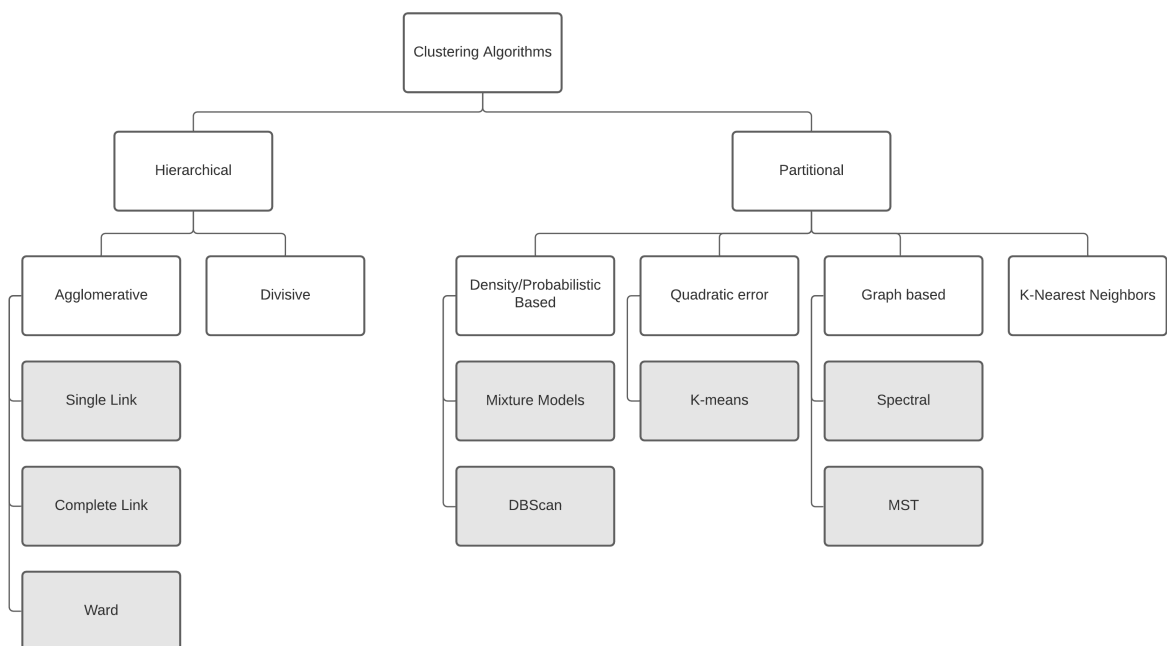 Clustering Algorithms
Hierarchical
Partitional
Agglomerative
Divisive
Density/Probabilistic
Based
Quadratic error
Graph based
K-Nearest Neighbors
Single Link
Mixture Models
K-means
Spectral
Complete Link
DBScan
MST
Ward